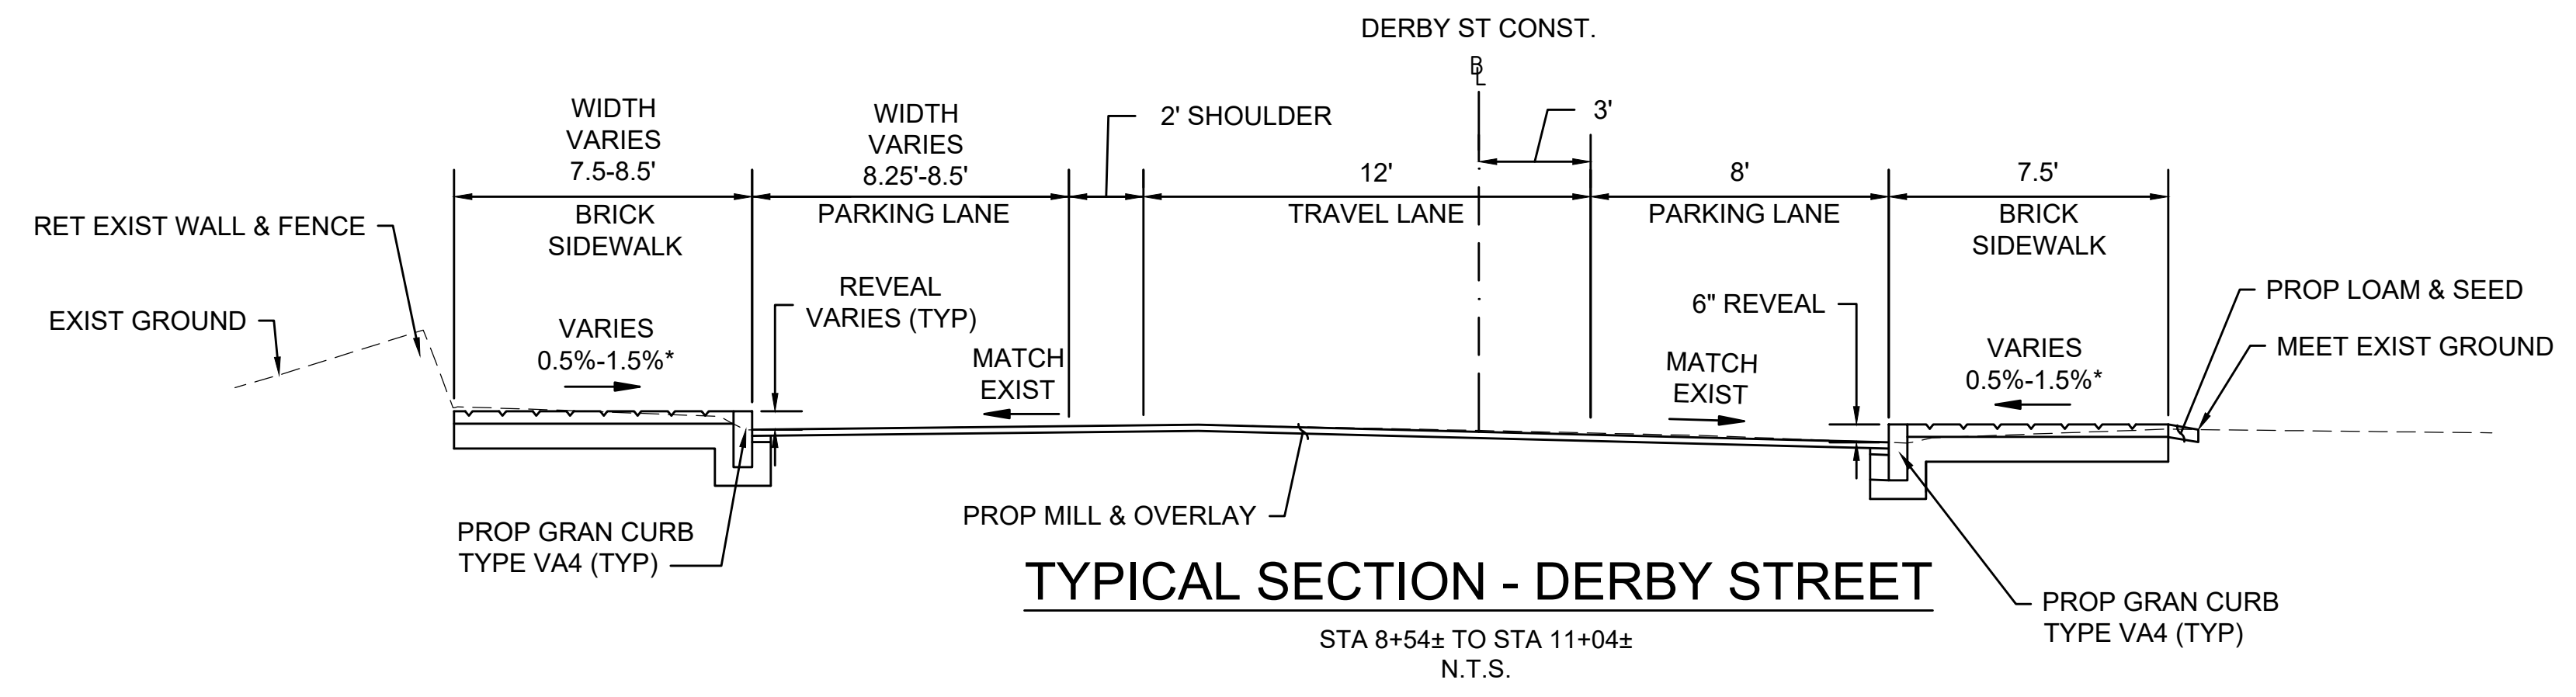 DERBY ST CONST.
BL
WIDTH
VARIES
7.5-8.5'
BRICK
SIDEWALK
WIDTH
VARIES
8.25'-8.5'
PARKING LANE
2' SHOULDER
12'
TRAVEL LANE
3'
8'
PARKING LANE
7.5'
BRICK
SIDEWALK
RET EXIST WALL & FENCE
EXIST GROUND
VARIES
0.5%-1.5%*
REVEAL
VARIES (TYP)
MATCH
EXIST
6" REVEAL
MATCH
EXIST
VARIES
0.5%-1.5%*
PROP LOAM & SEED
MEET EXIST GROUND
PROP GRAN CURB
TYPE VA4 (TYP)
PROP MILL & OVERLAY
PROP GRAN CURB
TYPE VA4 (TYP)
TYPICAL SECTION - DERBY STREET
STA 8+54± TO STA 11+04±
N.T.S.